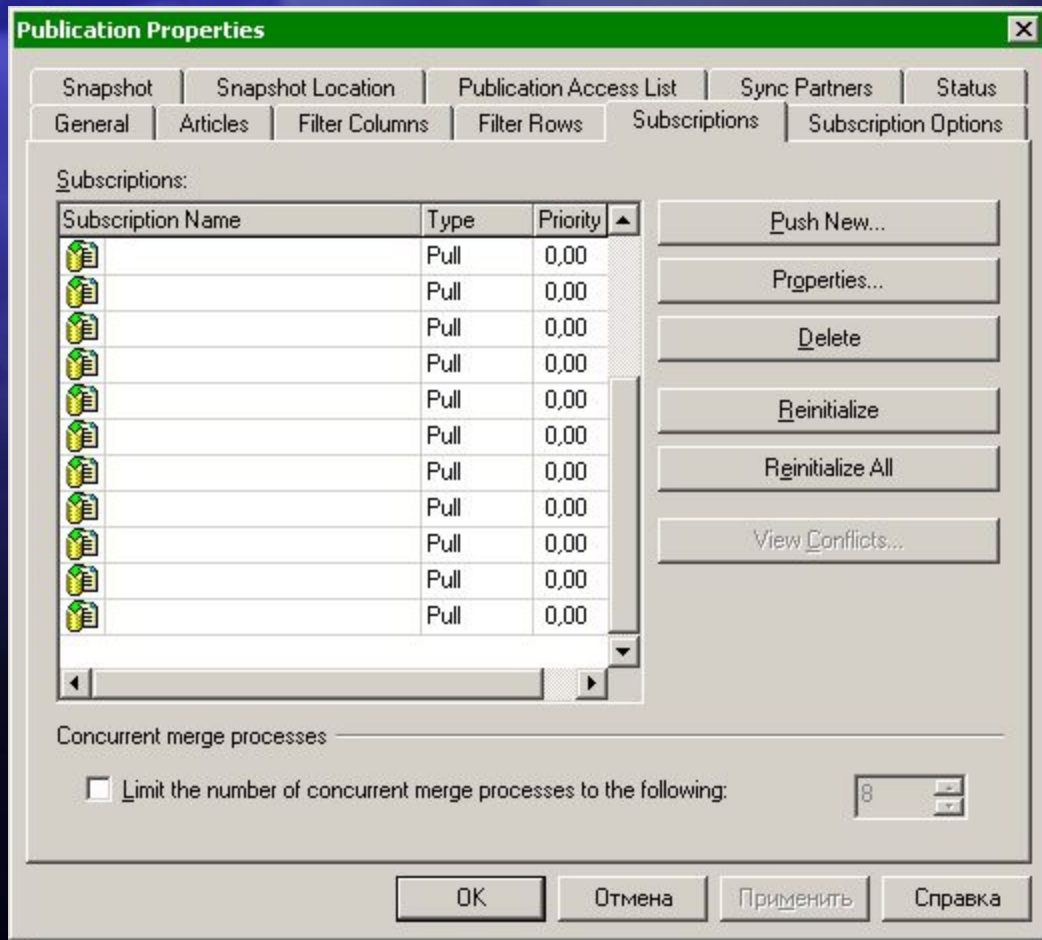 Publication Properties
Snapshot Snapshot Location Publication Access List Sync Partners Status
General Articles Filter Columns Filter Rows Subscriptions Subscription Options
Subscriptions:
Subscription Name Type Priority
Pull 0,00
Pull 0,00
Pull 0,00
Pull 0,00
Pull 0,00
Pull 0,00
Pull 0,00
Pull 0,00
Pull 0,00
Pull 0,00
Pull 0,00
Push New...
Properties...
Delete
Reinitialize
Reinitialize All
View Conflicts...
Concurrent merge processes
Limit the number of concurrent merge processes to the following: 8
OK Отмена Применить Справка